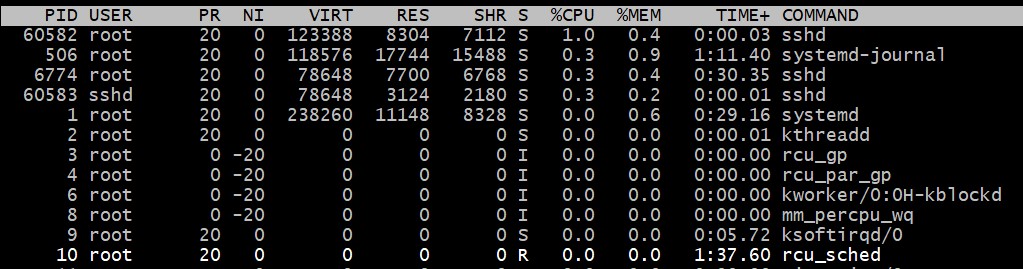 PID USER PR NI VIRT RES SHR S %CPU %MEM TIME+ COMMAND
60582 root 20 0 123388 8304 7112 S 1.0 0.4 0:00.03 sshd
506 root 20 0 118576 17744 15488 S 0.3 0.9 1:11.40 systemd-journal
6774 root 20 0 78648 7700 6768 S 0.3 0.4 0:30.35 sshd
60583 sshd 20 0 78648 3124 2180 S 0.3 0.2 0:00.01 sshd
1 root 20 0 238260 11148 8328 S 0.0 0.6 0:29.16 systemd
2 root 20 0 0 0 0 S 0.0 0.0 0:00.01 kthreadd
3 root 0 -20 0 0 0 I 0.0 0.0 0:00.00 rcu_gp
4 root 0 -20 0 0 0 I 0.0 0.0 0:00.00 rcu_par_gp
6 root 0 -20 0 0 0 I 0.0 0.0 0:00.00 kworker/0:0H-kblockd
8 root 0 -20 0 0 0 I 0.0 0.0 0:00.00 mm_percpu_wq
9 root 20 0 0 0 0 S 0.0 0.0 0:05.72 ksoftirqd/0
10 root 20 0 0 0 0 R 0.0 0.0 1:37.60 rcu_sched